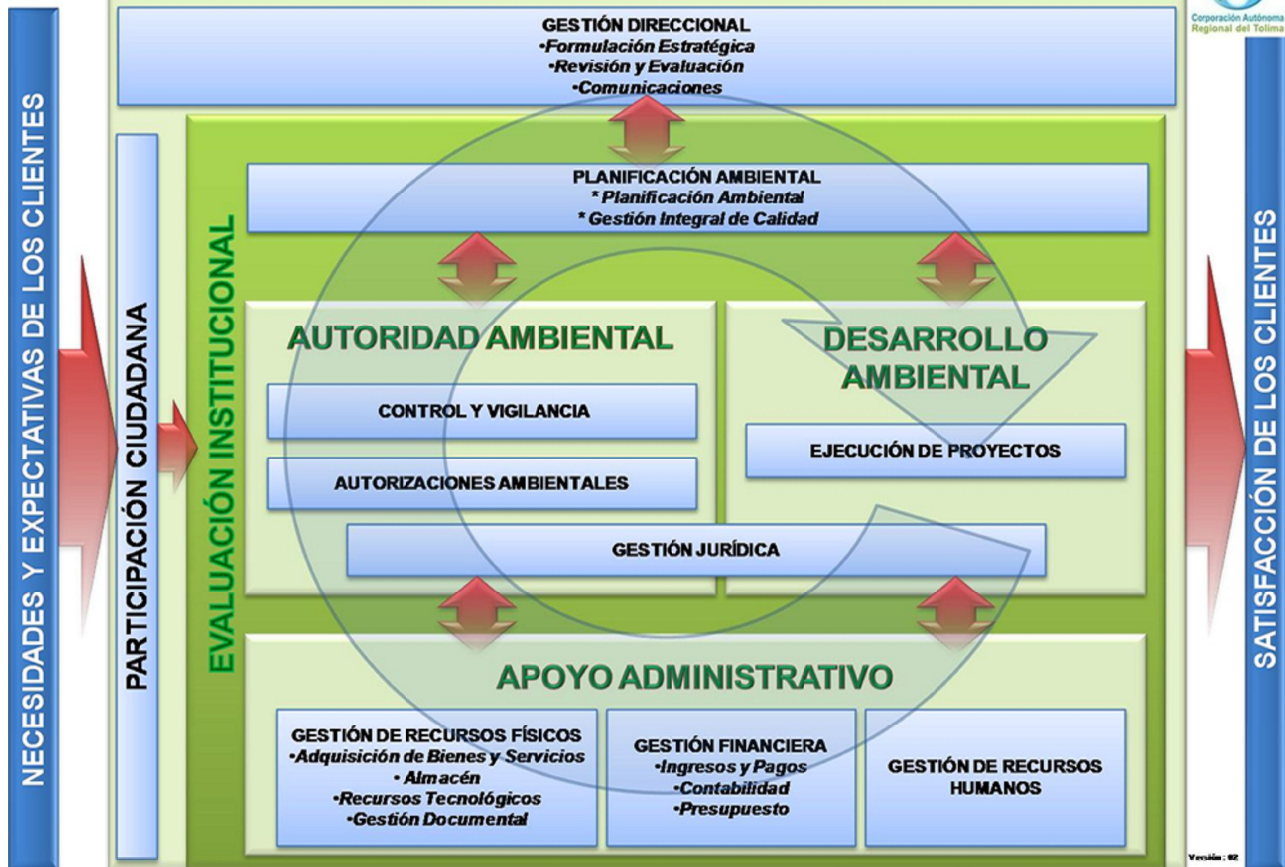 Corporación Autónoma
Regional del Tolima
NECESIDADES Y EXPECTATIVAS DE LOS CLIENTES
GESTIÓN DIRECCIONAL
•Formulación Estratégica
•Revisión y Evaluación
•Comunicaciones
PARTICIPACIÓN CIUDADANA
EVALUACIÓN INSTITUCIONAL
PLANIFICACIÓN AMBIENTAL
* Planificación Ambiental
* Gestión Integral de Calidad
AUTORIDAD AMBIENTAL
CONTROL Y VIGILANCIA
AUTORIZACIONES AMBIENTALES
DESARROLLO
AMBIENTAL
EJECUCIÓN DE PROYECTOS
GESTIÓN JURÍDICA
APOYO ADMINISTRATIVO
GESTIÓN DE RECURSOS FÍSICOS
•Adquisición de Bienes y Servicios
• Almacén
•Recursos Tecnológicos
•Gestión Documental
GESTIÓN FINANCIERA
•Ingresos y Pagos
•Contabilidad
•Presupuesto
GESTIÓN DE RECURSOS
HUMANOS
SATISFACCIÓN DE LOS CLIENTES
Versión: 02